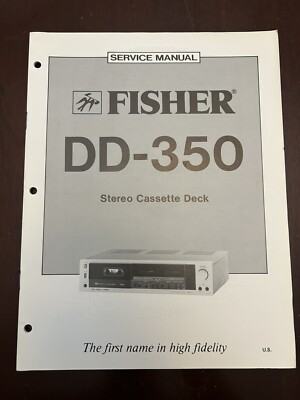 SERVICE MANUAL
FISHER®
DD-350
Stereo Cassette Deck
The first name in high fidelity
U.S.